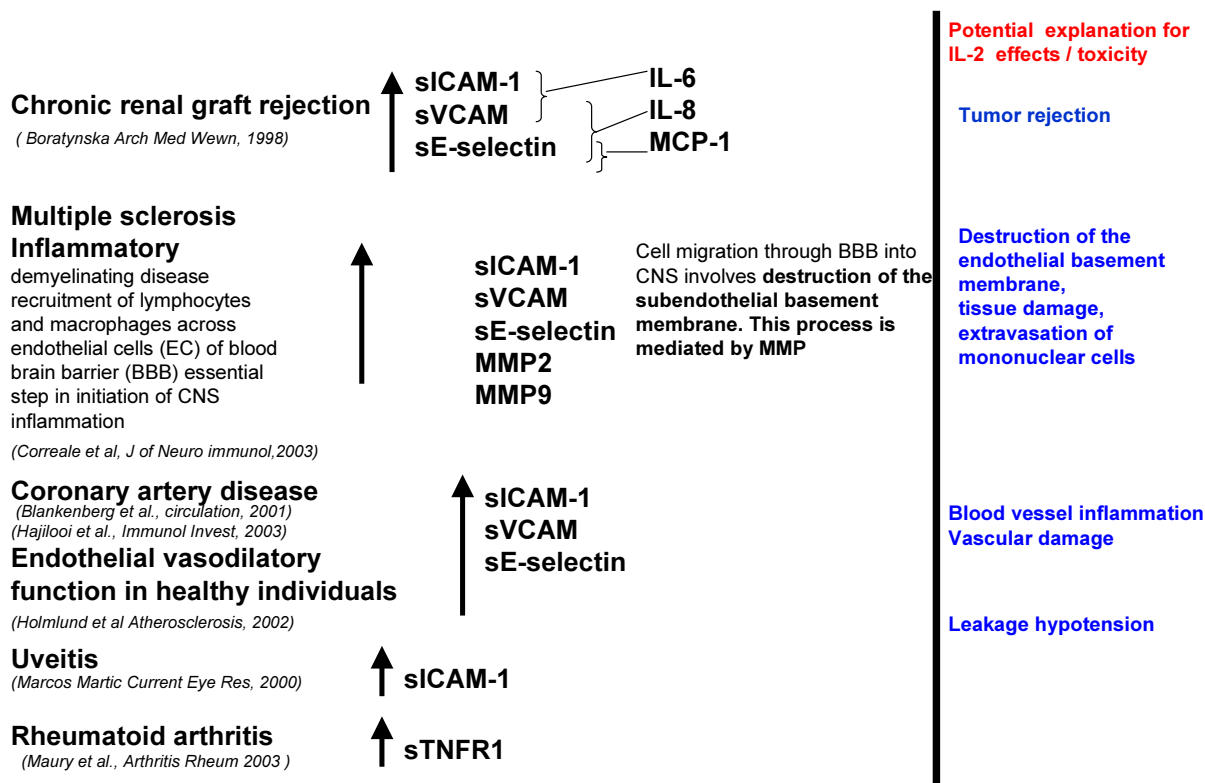 Potential explanation for
IL-2 effects / toxicity
Chronic renal graft rejection
( Boratynska Arch Med Wewn, 1998)
sICAM-1
sVCAM
sE-selectin
IL-6
IL-8
MCP-1
Tumor rejection
Multiple sclerosis
Inflammatory
demyelinating disease
recruitment of lymphocytes
and macrophages across
endothelial cells (EC) of blood
brain barrier (BBB) essential
step in initiation of CNS
inflammation
(Correale et al, J of Neuro immunol,2003)
sICAM-1
sVCAM
sE-selectin
MMP2
MMP9
Cell migration through BBB into
CNS involves destruction of the
subendothelial basement
membrane. This process is
mediated by MMP
Destruction of the
endothelial basement
membrane,
tissue damage,
extravasation of
mononuclear cells
Coronary artery disease
(Blankenberg et al., circulation, 2001)
(Hajilooi et al., Immunol Invest, 2003)
Endothelial vasodilatory
function in healthy individuals
(Holmlund et al Atherosclerosis, 2002)
sICAM-1
sVCAM
sE-selectin
Blood vessel inflammation
Vascular damage
Leakage hypotension
Uveitis
(Marcos Martic Current Eye Res, 2000)
sICAM-1
Rheumatoid arthritis
(Maury et al., Arthritis Rheum 2003 )
sTNFR1